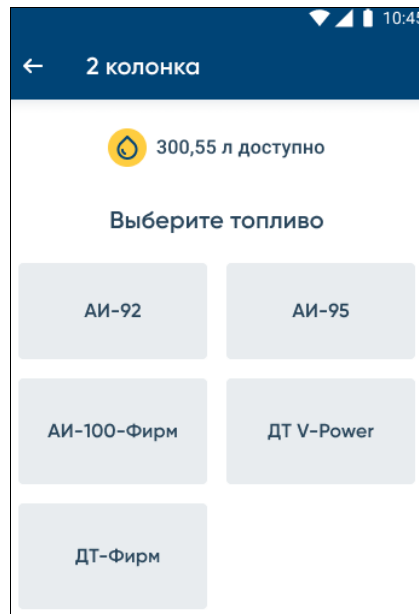 10:45
2 колонка
300,55 л доступно
Выберите топливо
АИ-92
АИ-95
АИ-100-Фирм
ДТ V-Power
ДТ-Фирм